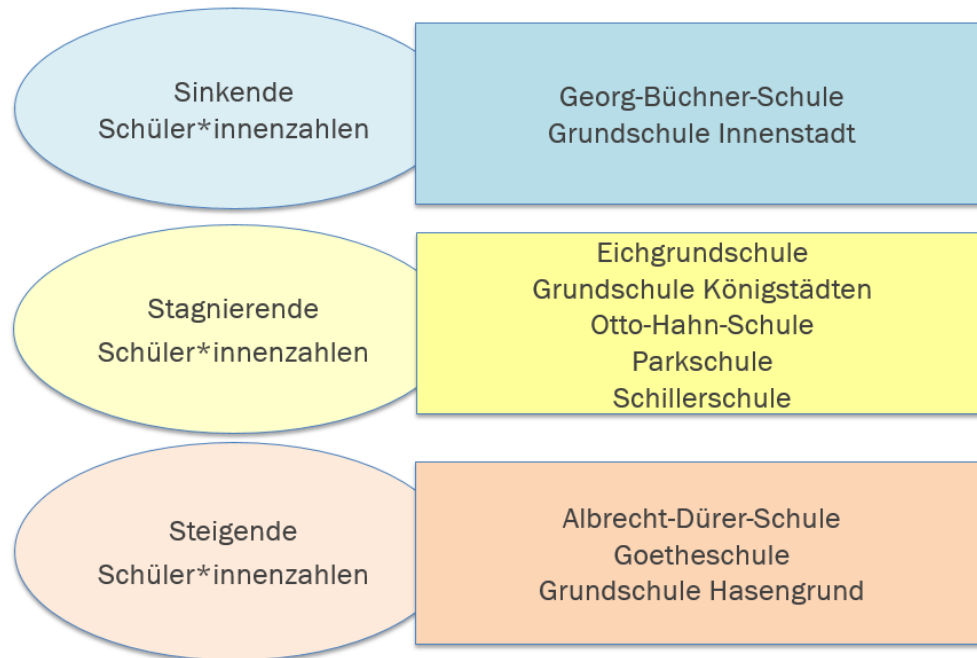 Sinkende
Schüler*innenzahlen
Georg-Büchner-Schule
Grundschule Innenstadt
Stagnierende
Schüler*innenzahlen
Eichgrundschule
Grundschule Königstädten
Otto-Hahn-Schule
Parkschule
Schillerschule
Steigende
Schüler*innenzahlen
Albrecht-Dürer-Schule
Goetheschule
Grundschule Hasengrund